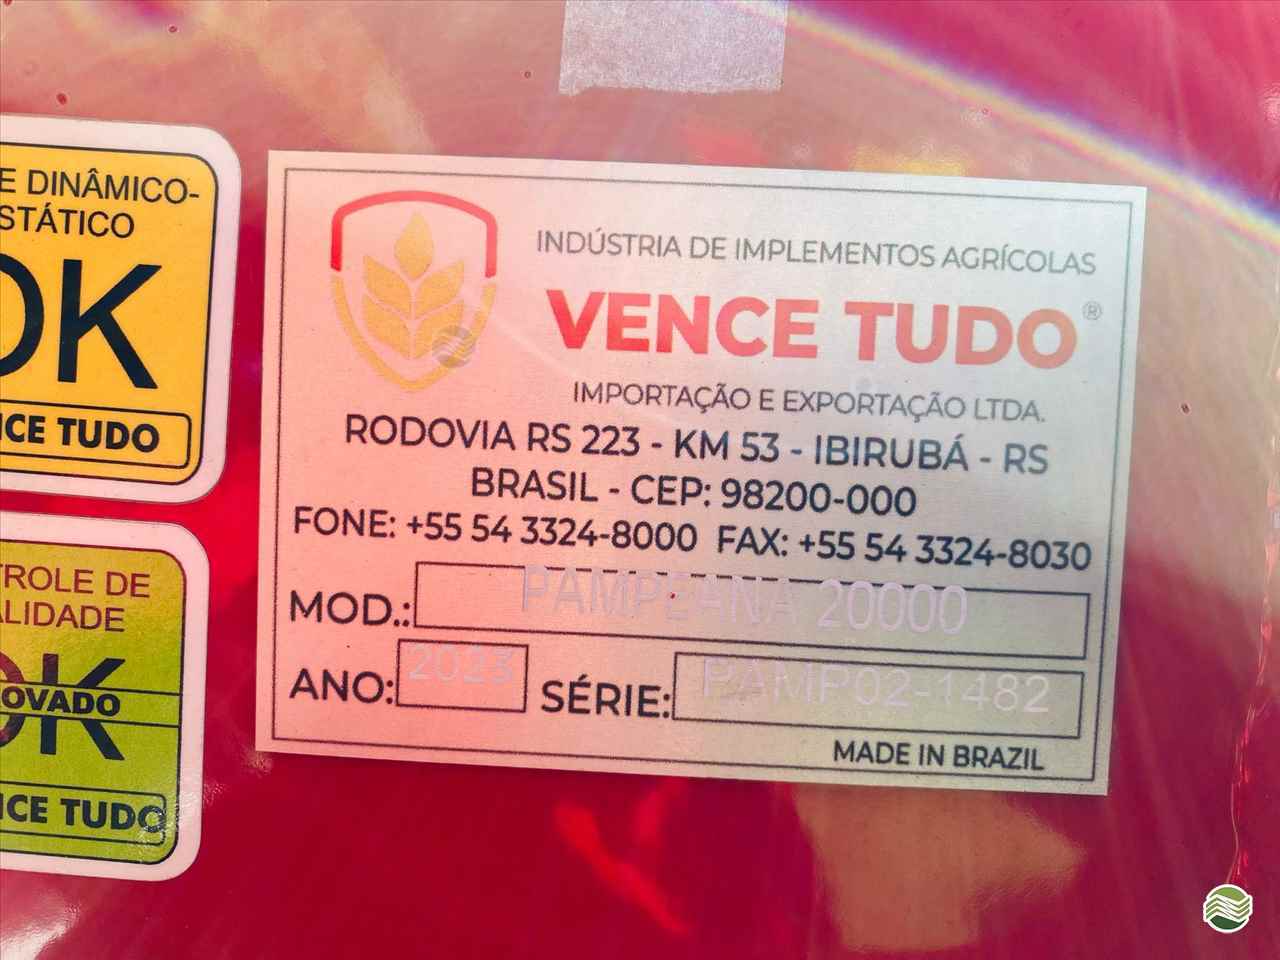 E DINÂMICO-
STÁTICO
OK
CE TUDO
TROLE DE
ALIDADE
OK
OVADO
NCE TUDO
INDÚSTRIA DE IMPLEMENTOS AGRÍCOLAS
VENCE TUDO®
IMPORTAÇÃO E EXPORTAÇÃO LTDA.
RODOVIA RS 223 - KM 53 - IBIRUBÁ - RS
BRASIL - CEP: 98200-000
FONE: +55 54 3324-8000 FAX: +55 54 3324-8030
MOD.: PAMPEANA 20000
ANO: 2023 SÉRIE: PAMP02-1482
MADE IN BRAZIL